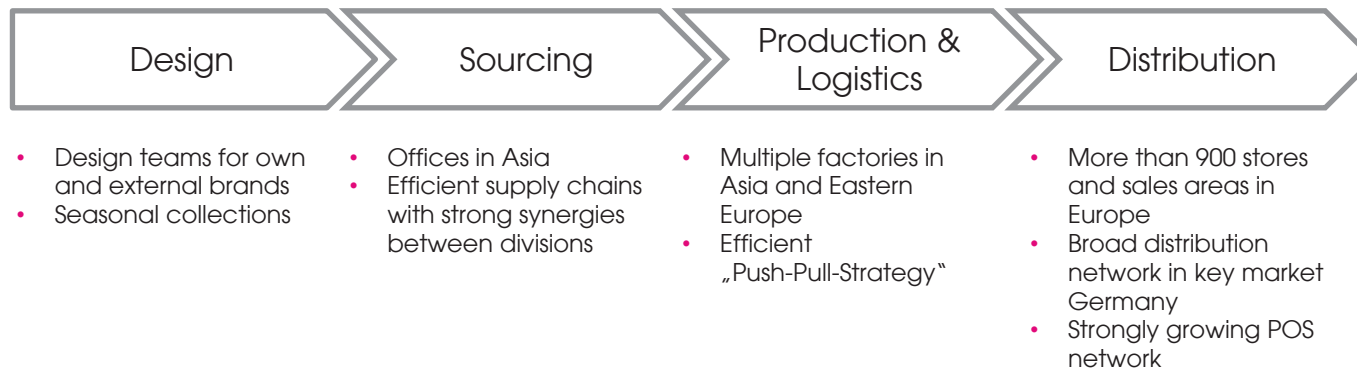 Design
Sourcing
Production &
Logistics
Distribution
• Design teams for own
and external brands
• Seasonal collections
• Offices in Asia
• Efficient supply chains
with strong synergies
between divisions
• Multiple factories in
Asia and Eastern
Europe
• Efficient
„Push-Pull-Strategy“
• More than 900 stores
and sales areas in
Europe
• Broad distribution
network in key market
Germany
• Strongly growing POS
network